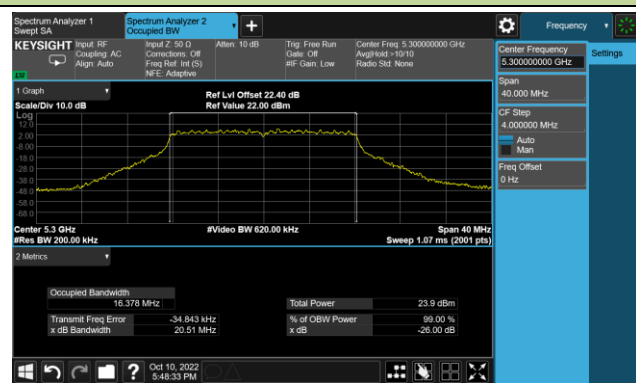 Spectrum Analyzer 1
Swept SA
Spectrum Analyzer 2
Occupied BW
Frequency
KEYSIGHT
Input: RF
Coupling: AC
Align: Auto
Input Z: 50 Ω
Corrections: Off
Freq Ref: Int (S)
NFE: Adaptive
Atten: 10 dB
Trig: Free Run
Gate: Off
#IF Gain: Low
Center Freq: 5.300000000 GHz
Avg|Hold:>10/10
Radio Std: None
Center Frequency
5.300000000 GHz
Settings
Span
40.000 MHz
CF Step
4.000000 MHz
Auto
Man
Freq Offset
0 Hz
1 Graph
Scale/Div 10.0 dB
Ref Lvl Offset 22.40 dB
Ref Value 22.00 dBm
Log
12.0
2.00
-8.00
-18.0
-28.0
-38.0
-48.0
-58.0
-68.0
Center 5.3 GHz
#Res BW 200.00 kHz
#Video BW 620.00 kHz
Span 40 MHz
Sweep 1.07 ms (2001 pts)
2 Metrics
Occupied Bandwidth
16.378 MHz
Total Power 23.9 dBm
Transmit Freq Error -34.843 kHz
% of OBW Power 99.00 %
x dB Bandwidth 20.51 MHz
x dB -26.00 dB
Oct 10, 2022
5:48:33 PM